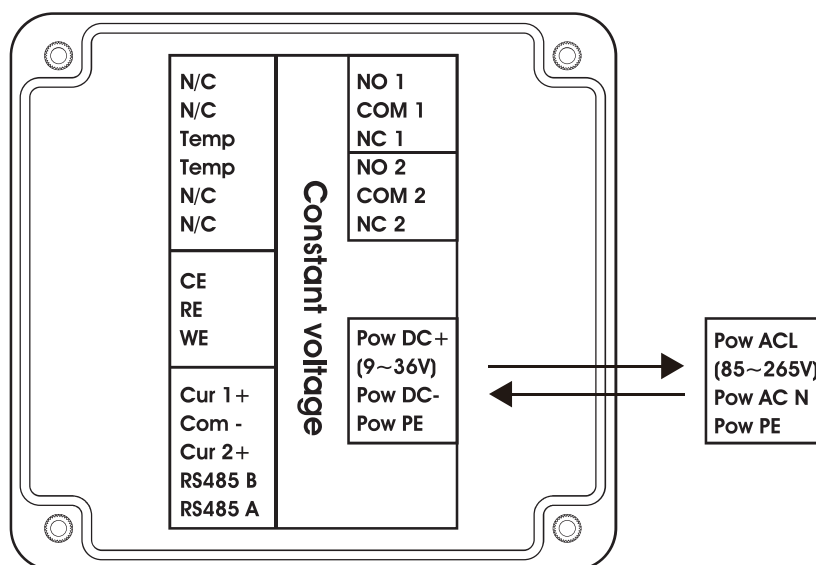 N/C
N/C
Temp
Temp
N/C
N/C
CE
RE
WE
Cur 1+
Com -
Cur 2+
RS485 B
RS485 A
Constant voltage
NO 1
COM 1
NC 1
NO 2
COM 2
NC 2
Pow DC+
(9~36V)
Pow DC-
Pow PE
Pow ACL
(85~265V)
Pow AC N
Pow PE